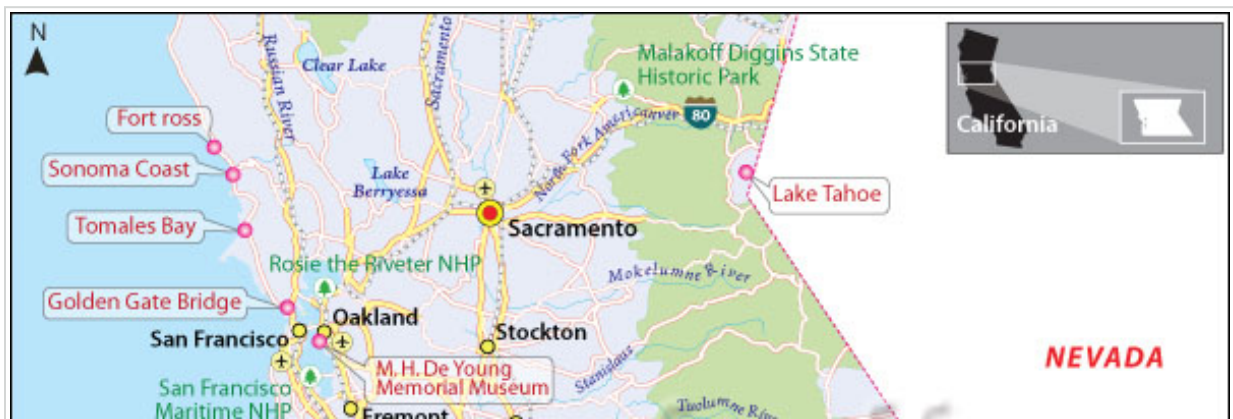 N
Russian River
Clear Lake
Sacramento
Malakoff Diggins State
Historic Park
80
California
Fort ross
Sonoma Coast
Lake
Berryessa
North Fork American
Lake Tahoe
Tomales Bay
Sacramento
Rosie the Riveter NHP
Mokelumne River
Golden Gate Bridge
Oakland
San Francisco
Stockton
NEVADA
M. H. De Young
Memorial Museum
Stanislaus
San Francisco
Maritime NHP
Fremont
Tuolumne River